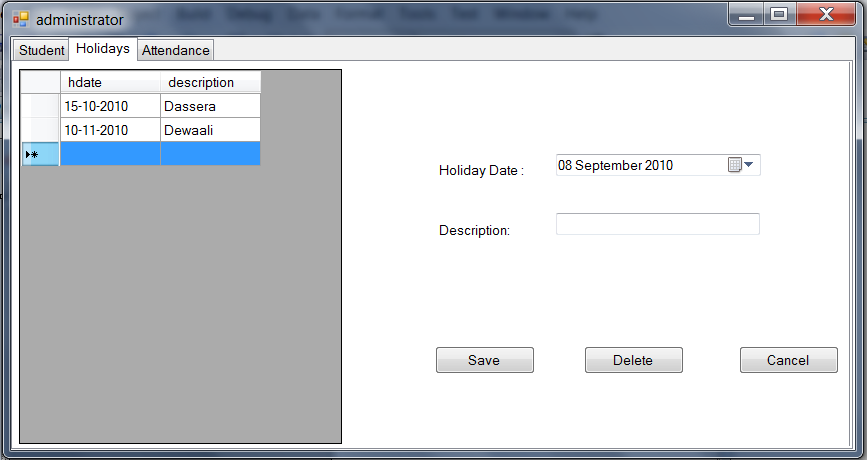 administrator
Student Holidays Attendance
hdate description
15-10-2010 Dassera
10-11-2010 Dewaali
Holiday Date : 08 September 2010
Description:
Save Delete Cancel